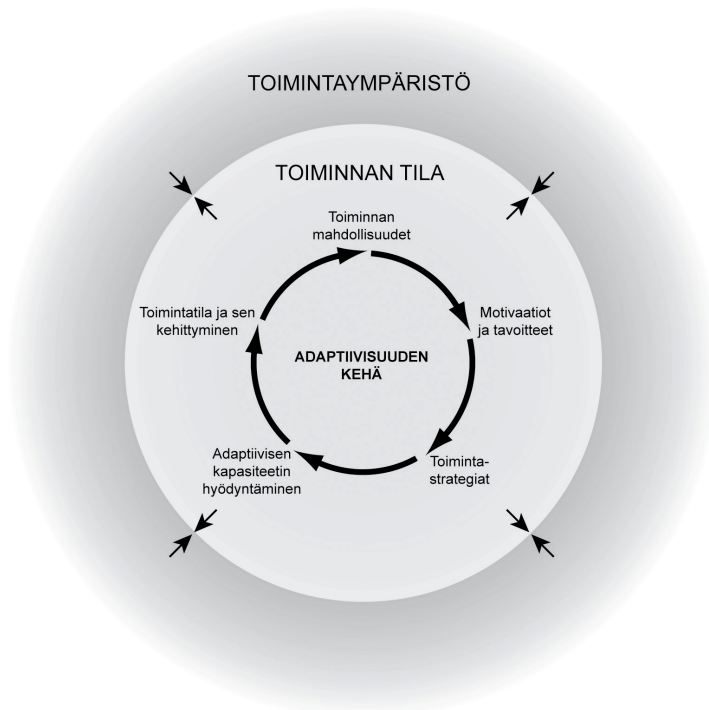 TOIMINTAYMPÄRISTÖ
TOIMINNAN TILA
Toiminnan
mahdollisuudet
Motivaatiot
ja tavoitteet
Toiminta-
strategiat
Adaptiivisen
kapasiteetin
hyödyntäminen
Toimintatila ja sen
kehittyminen
ADAPTIIVISUUDEN
KEHÄ